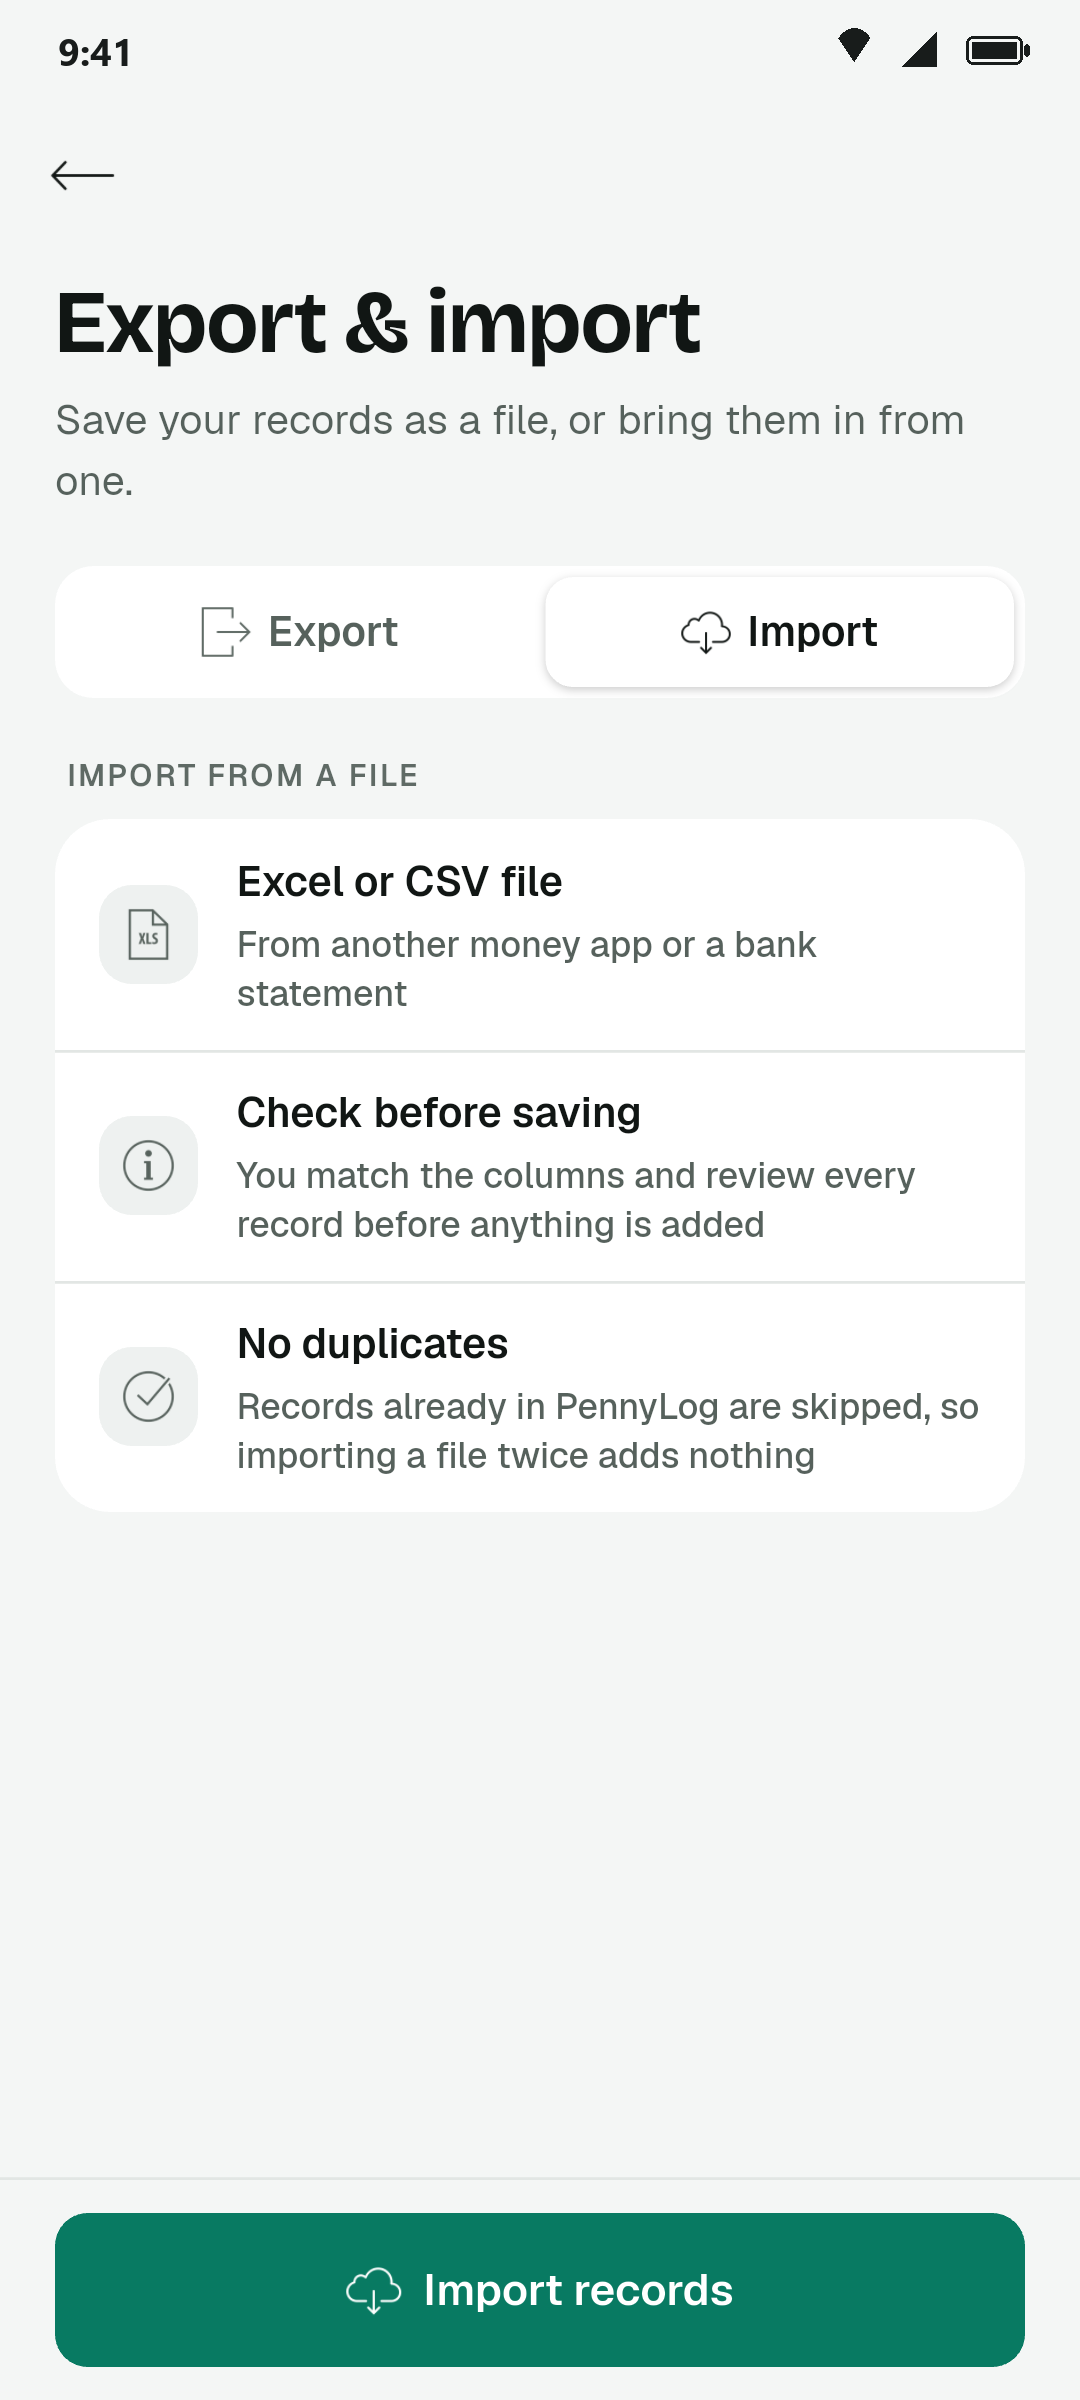 9:41
Export & import
Save your records as a file, or bring them in from
one.
Export
Import
IMPORT FROM A FILE
Excel or CSV file
XLS
From another money app or a bank
statement
Check before saving
You match the columns and review every
record before anything is added
No duplicates
Records already in PennyLog are skipped, so
importing a file twice adds nothing
Import records